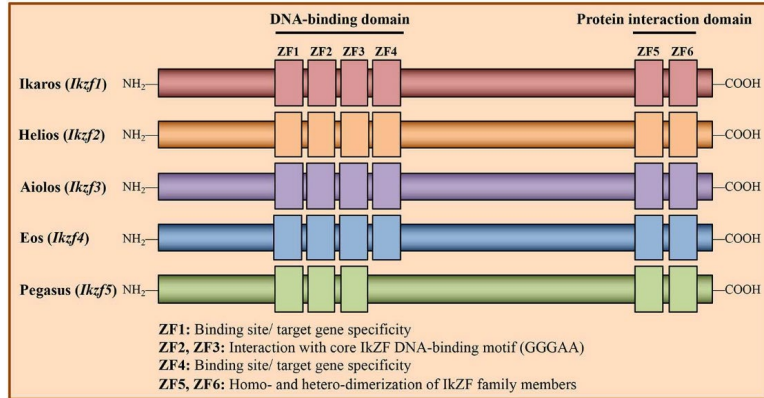 DNA-binding domain Protein interaction domain
ZF1 ZF2 ZF3 ZF4 ZF5 ZF6
Ikaros (Ikzf1) NH2 COOH
Helios (Ikzf2) NH2 COOH
Aiolos (Ikzf3) NH2 COOH
Eos (Ikzf4) NH2 COOH
Pegasus (Ikzf5) NH2 COOH
ZF1: Binding site/ target gene specificity
ZF2, ZF3: Interaction with core IkZF DNA-binding motif (GGGAA)
ZF4: Binding site/ target gene specificity
ZF5, ZF6: Homo- and hetero-dimerization of IkZF family members